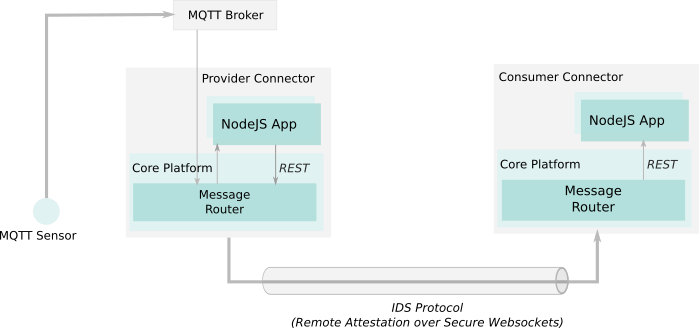 MQTT Broker
Provider Connector
NodeJS App
Core Platform
REST
Message
Router
MQTT Sensor
Consumer Connector
NodeJS App
Core Platform
REST
Message
Router
IDS Protocol
(Remote Attestation over Secure Websockets)